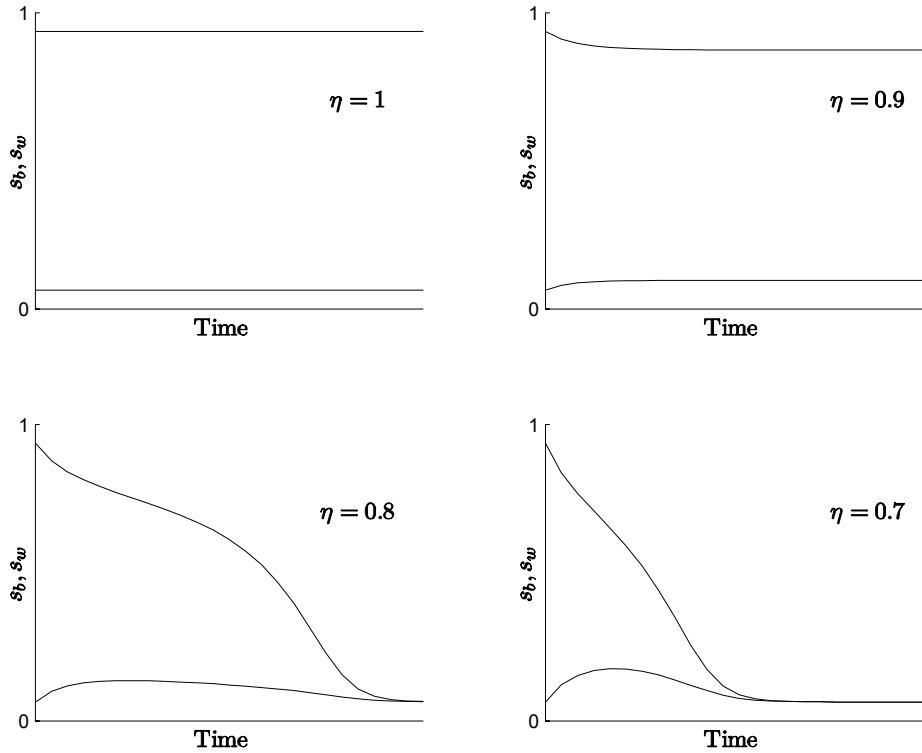 1
η = 1
s_b, s_w
0
Time
1
η = 0.9
s_b, s_w
0
Time
1
η = 0.8
s_b, s_w
0
Time
1
η = 0.7
s_b, s_w
0
Time